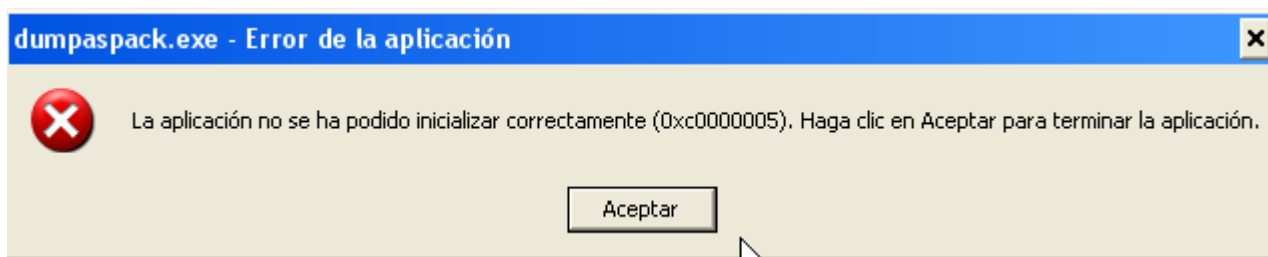 dumpaspack.exe - Error de la aplicación
La aplicación no se ha podido inicializar correctamente (0xc0000005). Haga clic en Aceptar para terminar la aplicación.
Aceptar